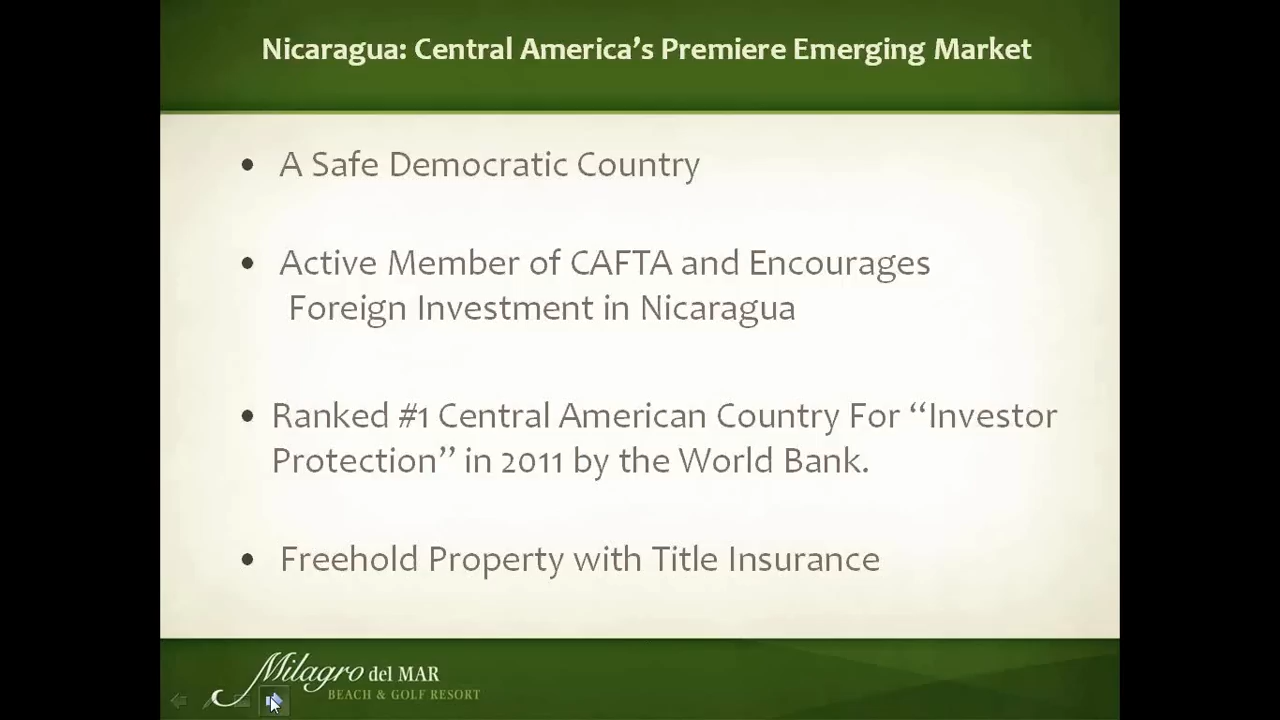 Nicaragua: Central America's Premiere Emerging Market
• A Safe Democratic Country
• Active Member of CAFTA and Encourages
Foreign Investment in Nicaragua
• Ranked #1 Central American Country For “Investor
Protection” in 2011 by the World Bank.
• Freehold Property with Title Insurance
Milagro del MAR
BEACH & GOLF RESORT